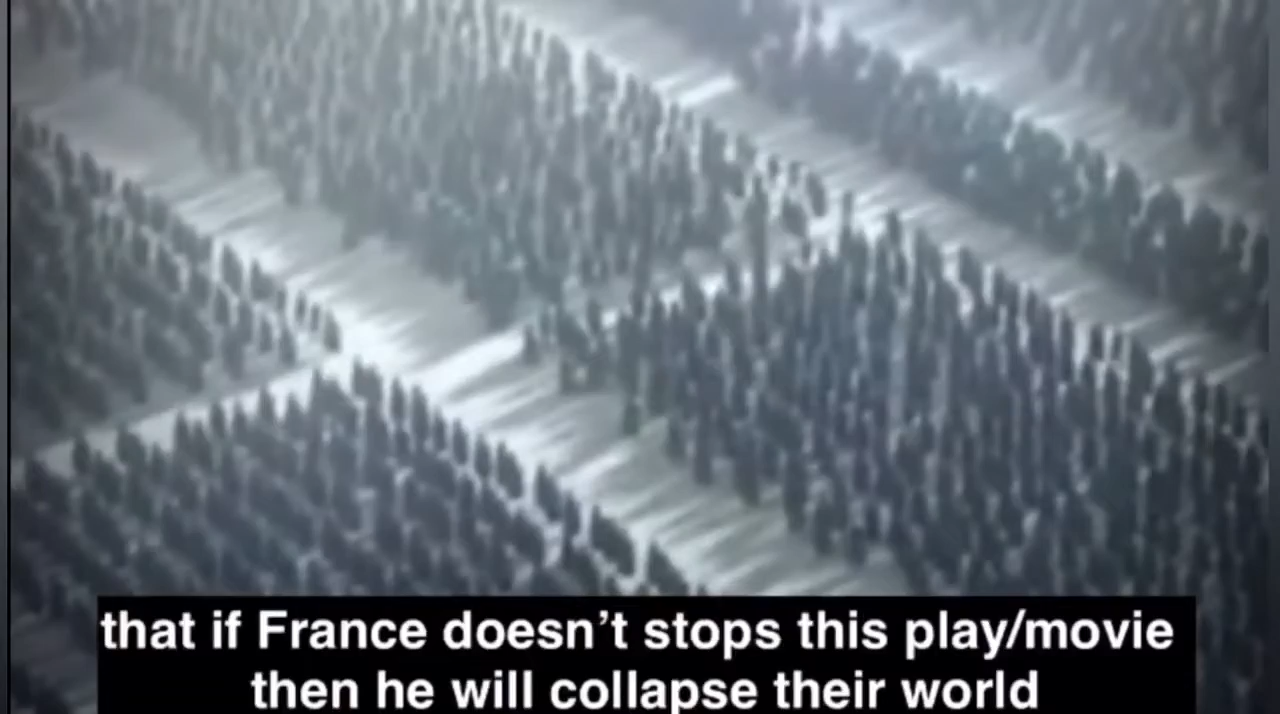 that if France doesn’t stops this play/movie
then he will collapse their world